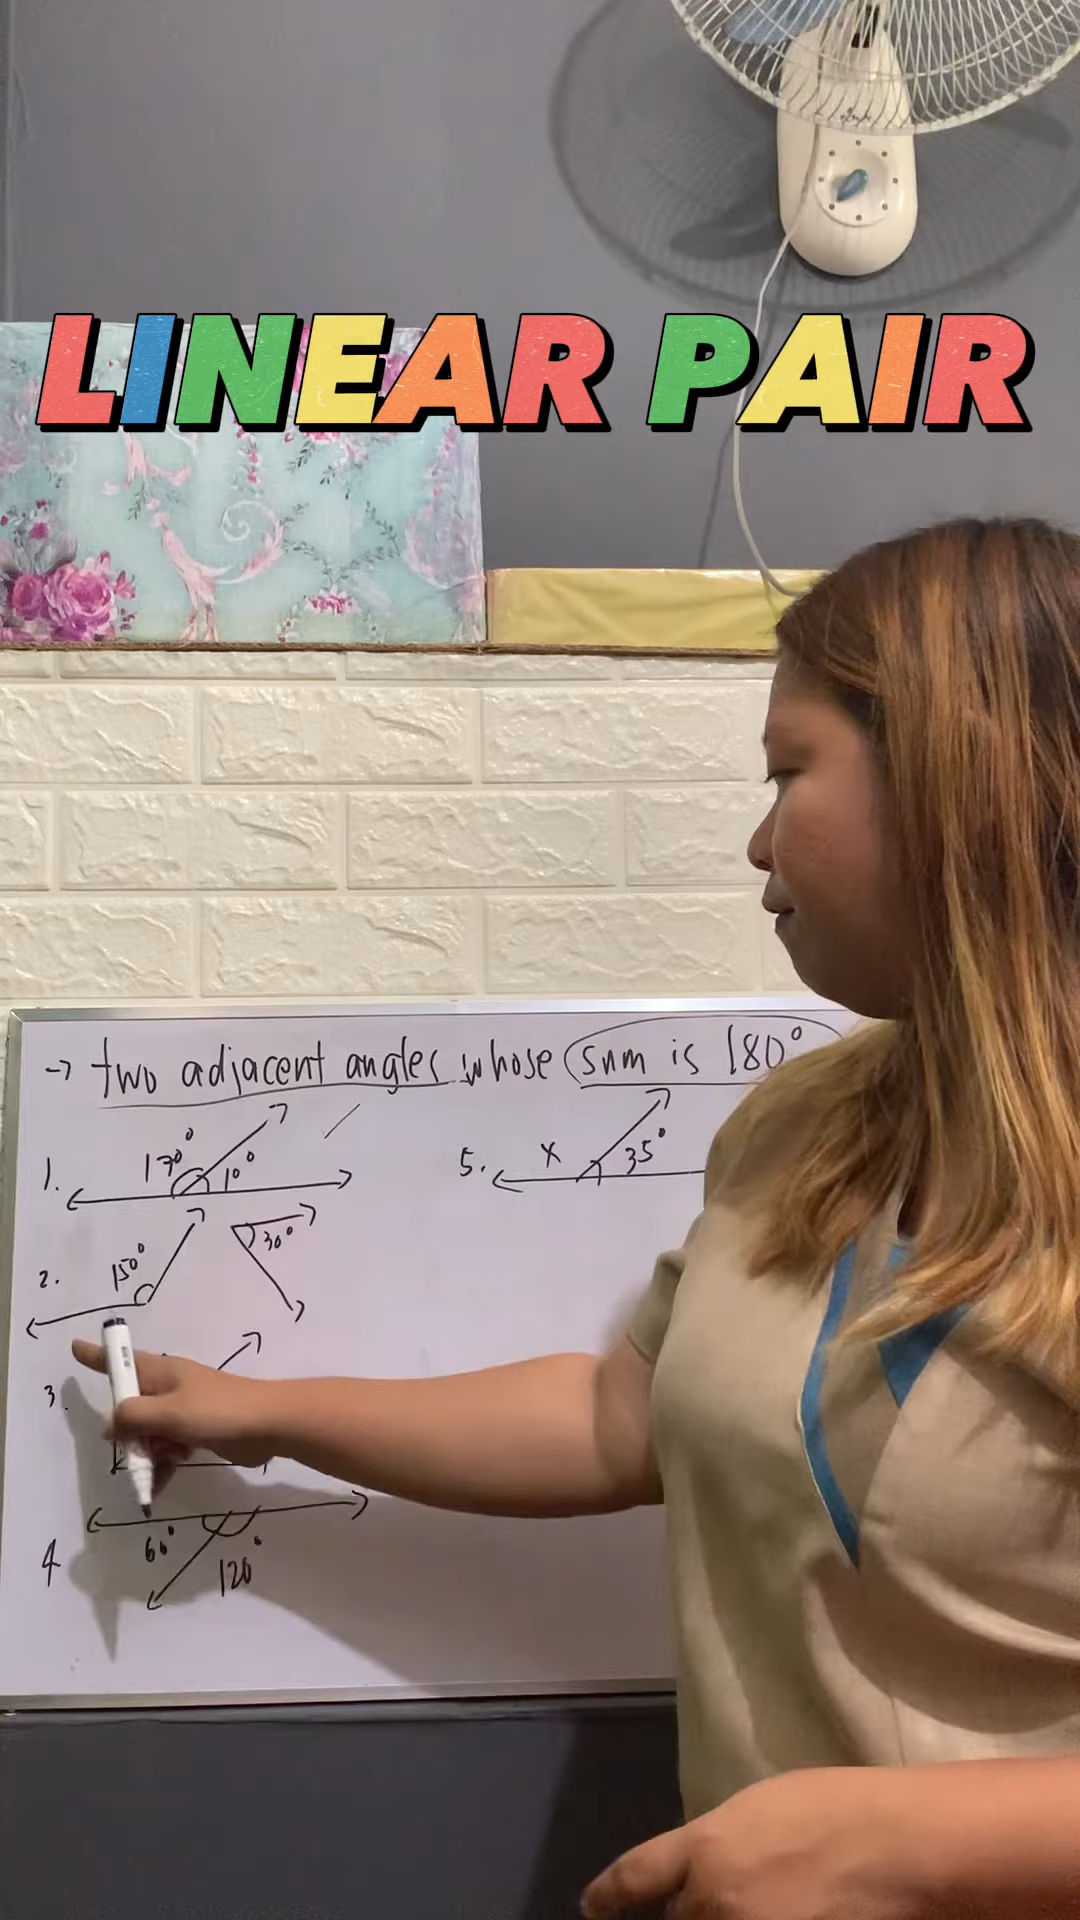 LINEAR PAIR
→ two adjacent angles whose sum is 180°
1. 170° 10°
5. x 35°
2. 150° 30°
3.
4 60° 120°